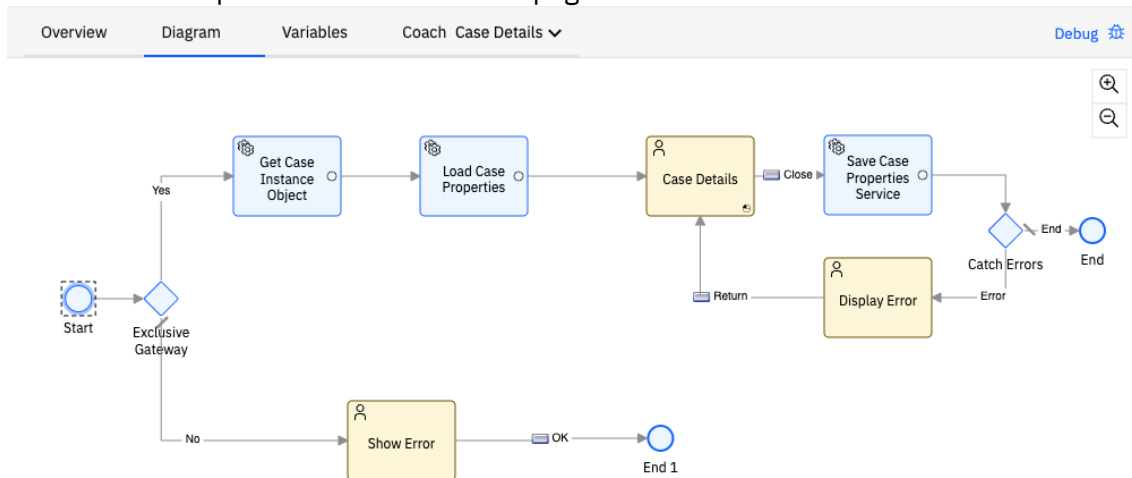 Overview Diagram Variables Coach Case Details Debug
Get Case
Instance
Object
Load Case
Properties
Case Details
Close
Save Case
Properties
Service
Yes
End
Catch Errors
End
Start
Exclusive
Gateway
Return
Display Error
Error
No
Show Error
OK
End 1